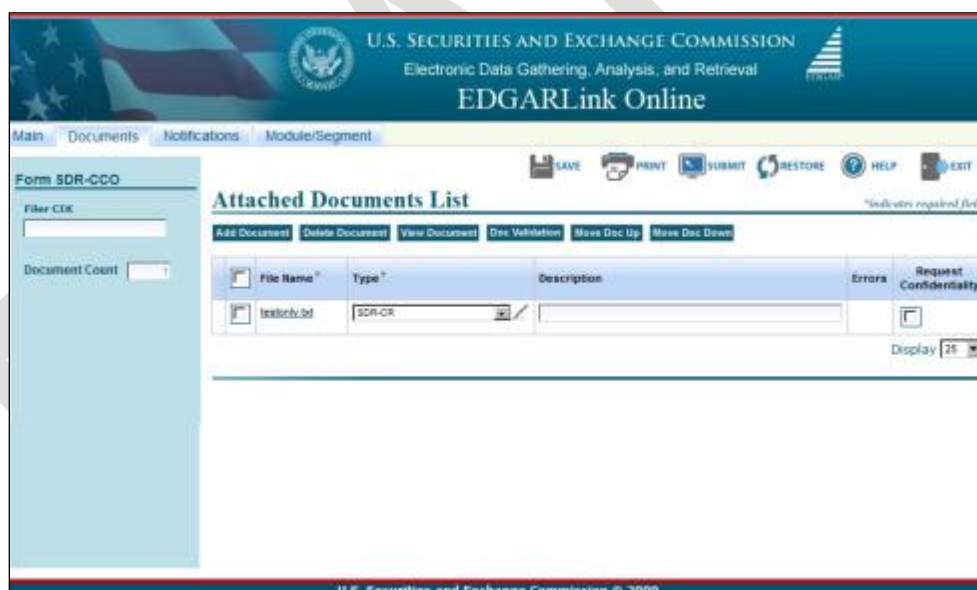 U.S. SECURITIES AND EXCHANGE COMMISSION
Electronic Data Gathering, Analysis, and Retrieval
EDGAR
EDGARLink Online
Main Documents Notifications Module/Segment
SAVE PRINT SUBMIT RESTORE HELP EXIT
Form SDR-CCO
Attached Documents List
*indicates required
Filer CIK
Add Document Delete Document View Document Doc Validation Move Doc Up Move Doc Down
Document Count 1
File Name* Type* Description Errors Request Confidentiality
testonly.txt SDR-CR
Display 25
U.S. Securities and Exchange Commission © 2009